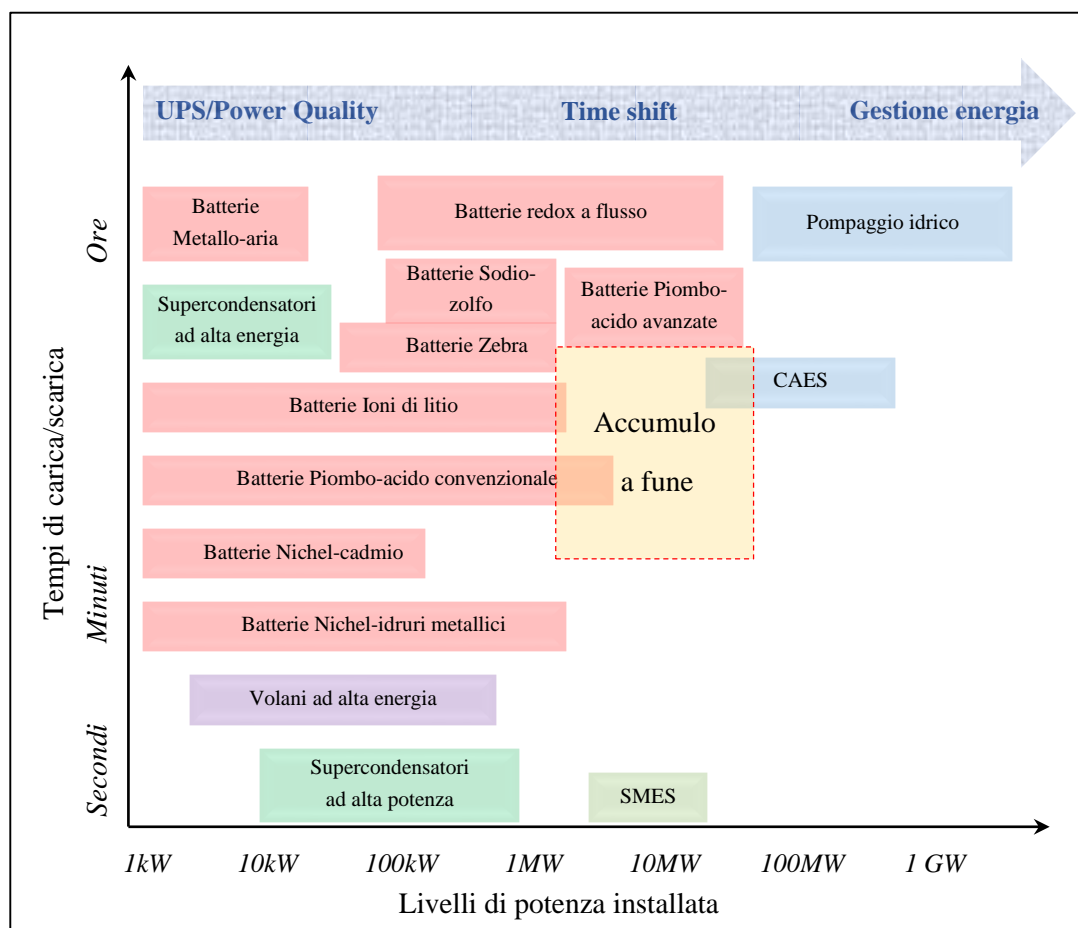 UPS/Power Quality
Time shift
Gestione energia
Tempi di carica/scarica
Ore
Minuti
Secondi
Batterie
Metallo-aria
Batterie redox a flusso
Pompaggio idrico
Batterie Sodio-
zolfo
Batterie Piombo-
acido avanzate
Supercondensatori
ad alta energia
Batterie Zebra
CAES
Batterie Ioni di litio
Accumulo
a fune
Batterie Piombo-acido convenzionale
Batterie Nichel-cadmio
Batterie Nichel-idruri metallici
Volani ad alta energia
Supercondensatori
ad alta potenza
SMES
1kW
10kW
100kW
1MW
10MW
100MW
1 GW
Livelli di potenza installata